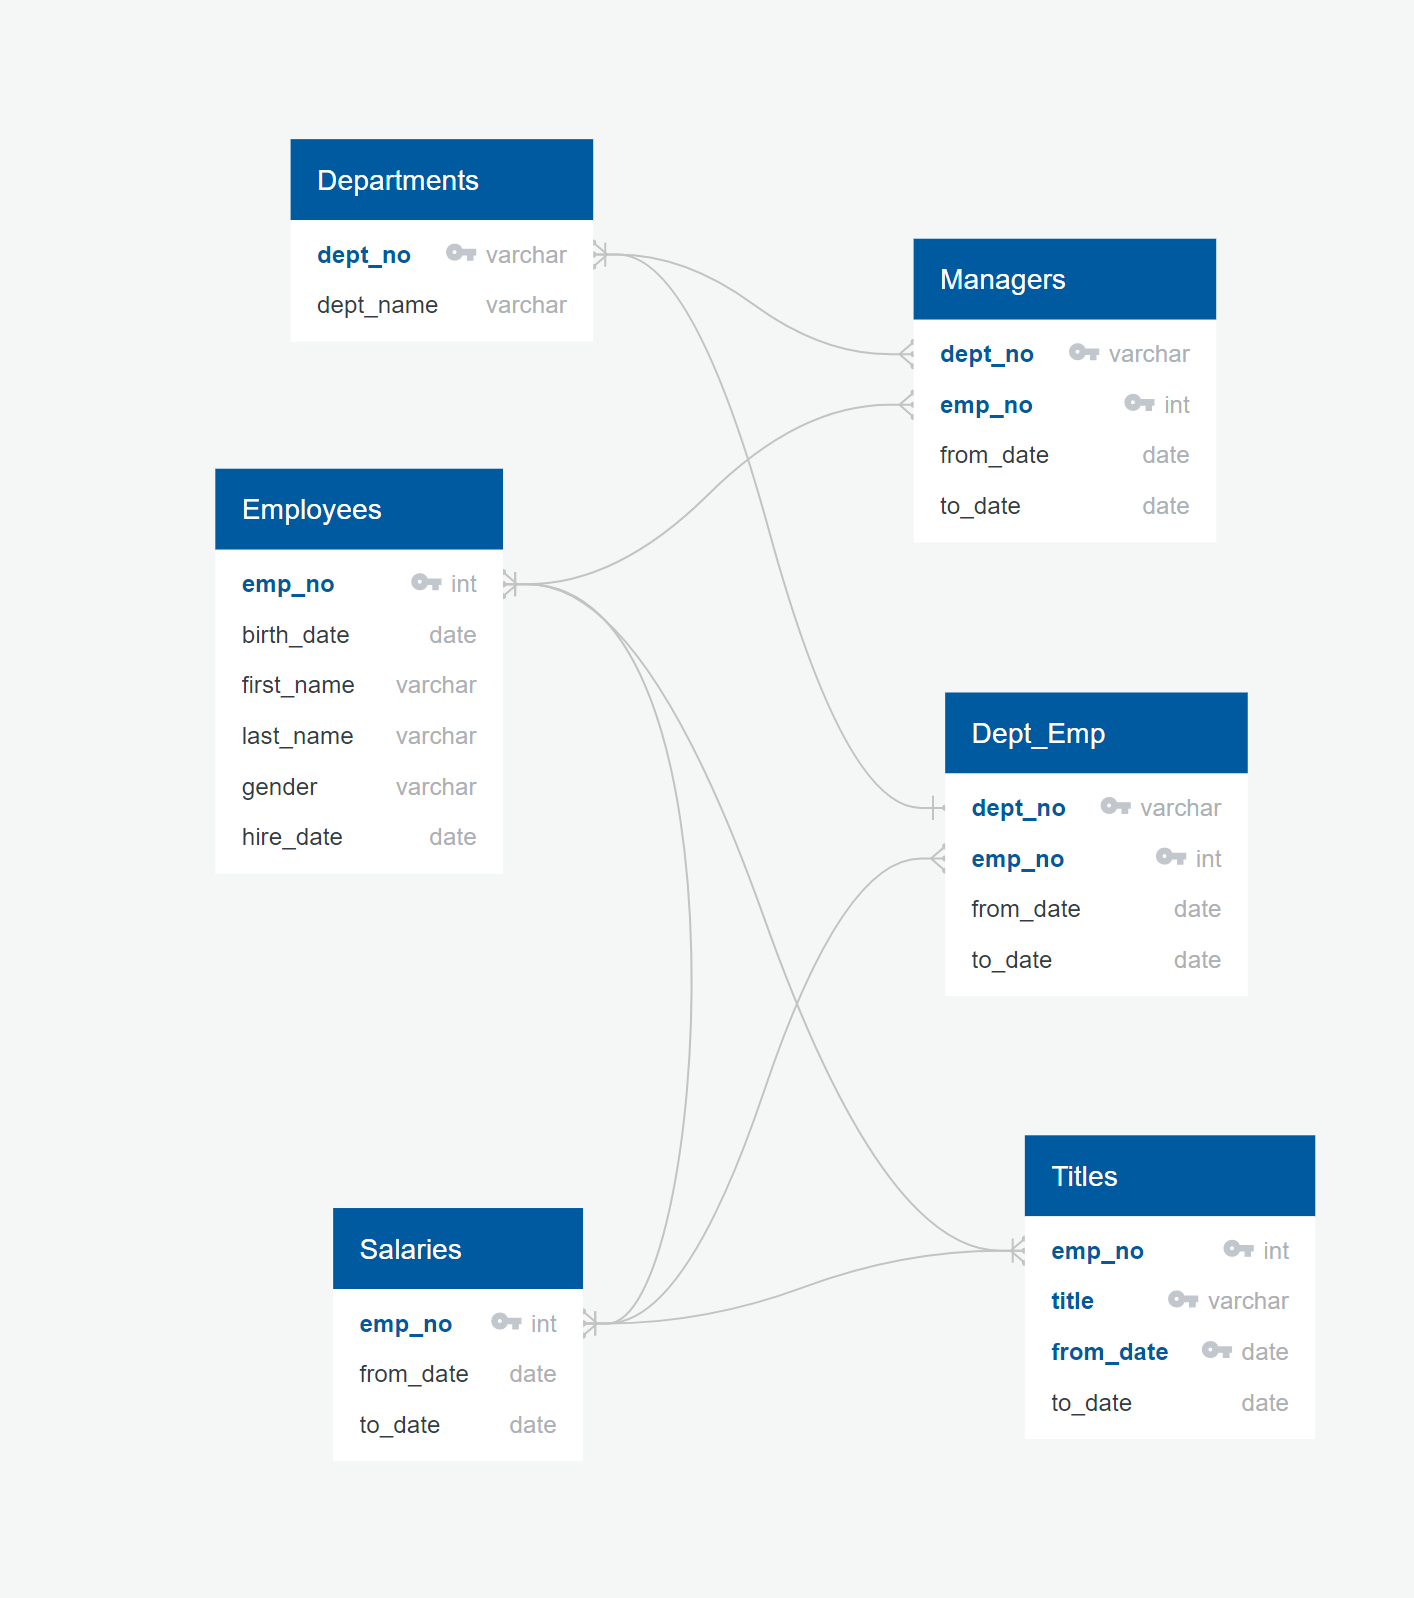 Departments
dept_no varchar
dept_name varchar
Managers
dept_no varchar
emp_no int
from_date date
to_date date
Employees
emp_no int
birth_date date
first_name varchar
last_name varchar
gender varchar
hire_date date
Dept_Emp
dept_no varchar
emp_no int
from_date date
to_date date
Titles
emp_no int
title varchar
from_date date
to_date date
Salaries
emp_no int
from_date date
to_date date